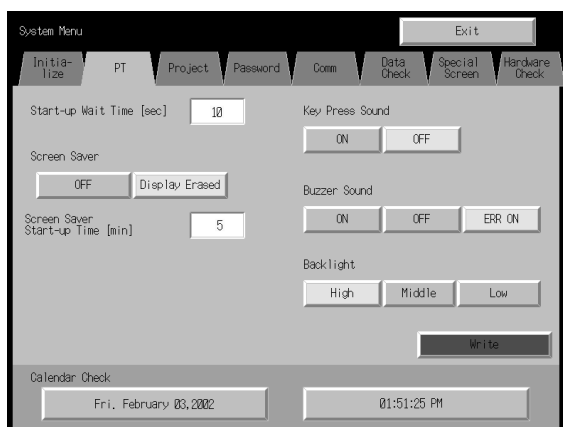 System Menu
Exit
Initia-
lize
PT
Project
Password
Comm
Data
Check
Special
Screen
Hardware
Check
Start-up Wait Time [sec]
10
Key Press Sound
ON
OFF
Screen Saver
OFF
Display Erased
Buzzer Sound
ON
OFF
ERR ON
Screen Saver
Start-up Time [min]
5
Backlight
High
Middle
Low
Write
Calendar Check
Fri. February 03,2002
01:51:25 PM